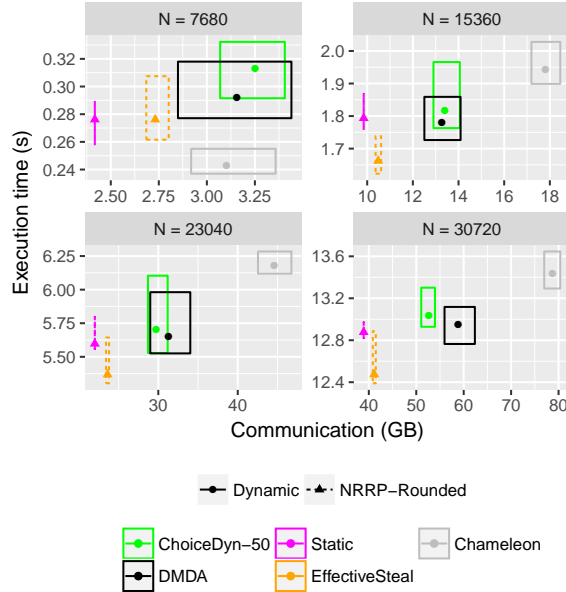 N = 7680
N = 15360
0.32
0.30
0.28
0.26
0.24
2.0
1.9
1.8
1.7
2.50 2.75 3.00 3.25
10 12 14 16 18
Execution time (s)
N = 23040
N = 30720
6.25
6.00
5.75
5.50
13.6
13.2
12.8
12.4
30 40
40 50 60 70 80
Communication (GB)
Dynamic NRRP−Rounded
ChoiceDyn−50 Static Chameleon
DMDA EffectiveSteal